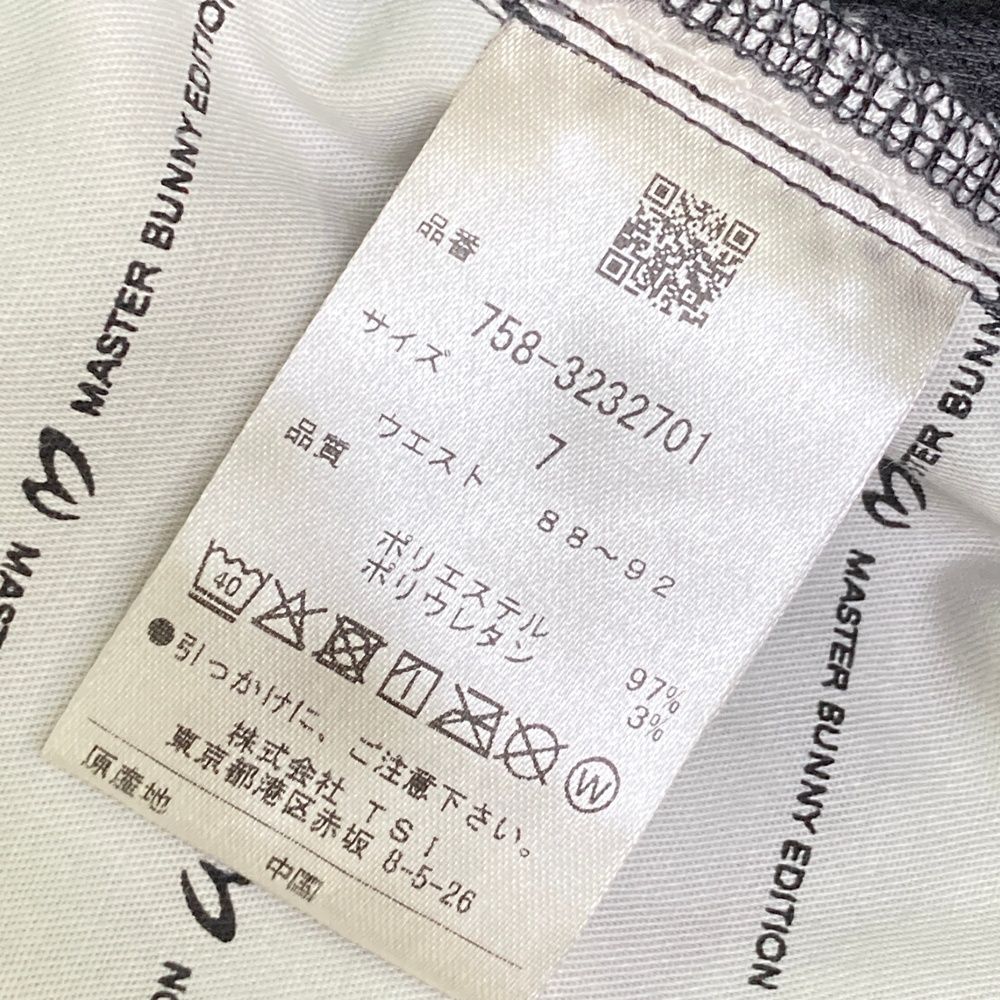 品番
758-3232701
サイズ
7
ウエスト
88～92
品質
ポリエステル 97%
ポリウレタン 3%
40
W
●引っかけに、ご注意下さい。
株式会社 TSI
東京都港区赤坂 8-5-26
原産地
中国
MASTER BUNNY EDITION
MASTER
MASTER BUNNY EDITION
MASTER BUNN